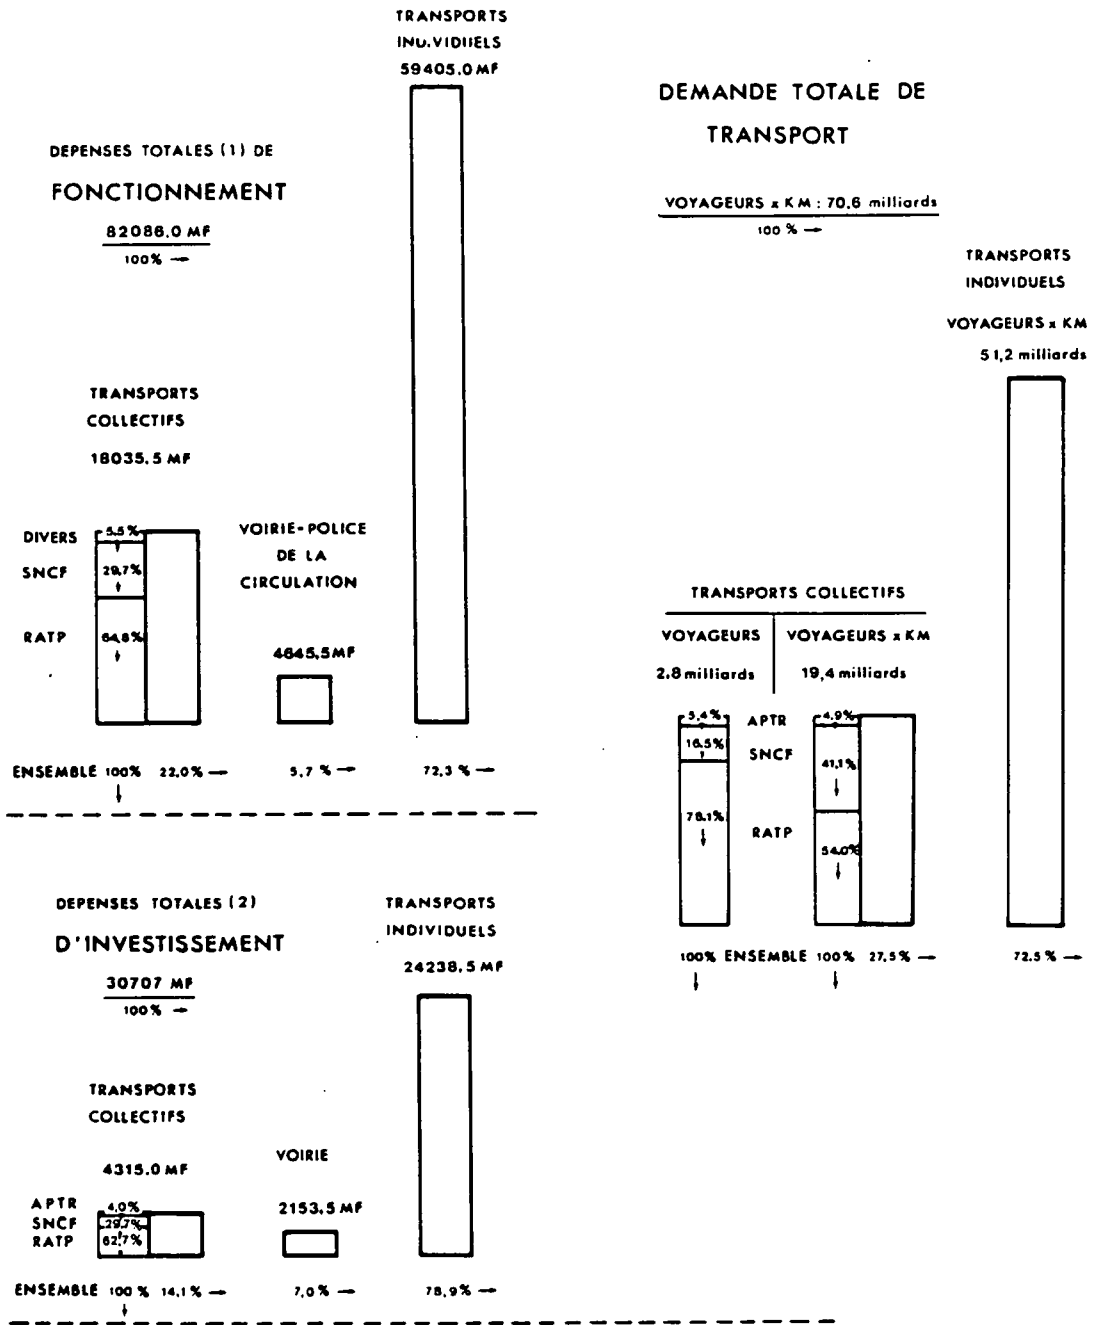 TRANSPORTS
INU.VIDUELS
59405.0 MF
DEPENSES TOTALES (1) DE
FONCTIONNEMENT
82086.0 MF
100% →
TRANSPORTS
COLLECTIFS
18035.5 MF
DIVERS 5.5%
SNCF 29.7%
RATP 64.8%
VOIRIE-POLICE
DE LA
CIRCULATION
4645.5 MF
ENSEMBLE 100% 22.0% → 5.7% → 72.3% →
DEPENSES TOTALES (2)
D'INVESTISSEMENT
30707 MF
100% →
TRANSPORTS
INDIVIDUELS
24238.5 MF
TRANSPORTS
COLLECTIFS
4315.0 MF
VOIRIE
2153.5 MF
APTR 4.0%
SNCF 29.7%
RATP 62.7%
ENSEMBLE 100% 14.1% → 7.0% → 78.9% →
DEMANDE TOTALE DE
TRANSPORT
VOYAGEURS x KM : 70.6 milliards
100% →
TRANSPORTS
INDIVIDUELS
VOYAGEURS x KM
51,2 milliards
TRANSPORTS COLLECTIFS
VOYAGEURS VOYAGEURS x KM
2.8 milliards 19,4 milliards
5.4% APTR 4.9%
16.5% SNCF 41.1%
78.1% RATP 54.0%
100% ENSEMBLE 100% 27.5% → 72.5% →